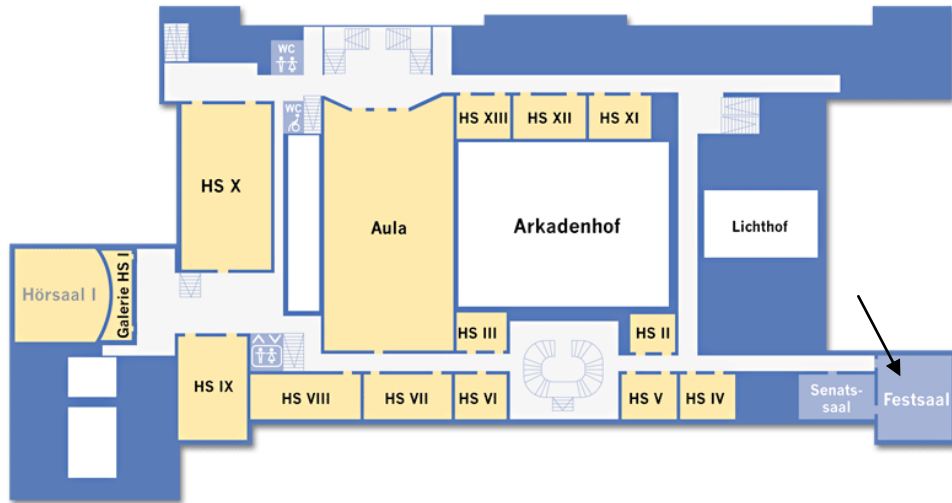 WC
WC
HS XIII
HS XII
HS XI
HS X
Aula
Arkadenhof
Lichthof
Hörsaal I
Galerie HS I
HS III
HS II
HS IX
HS VIII
HS VII
HS VI
HS V
HS IV
Senats-
saal
Festsaal